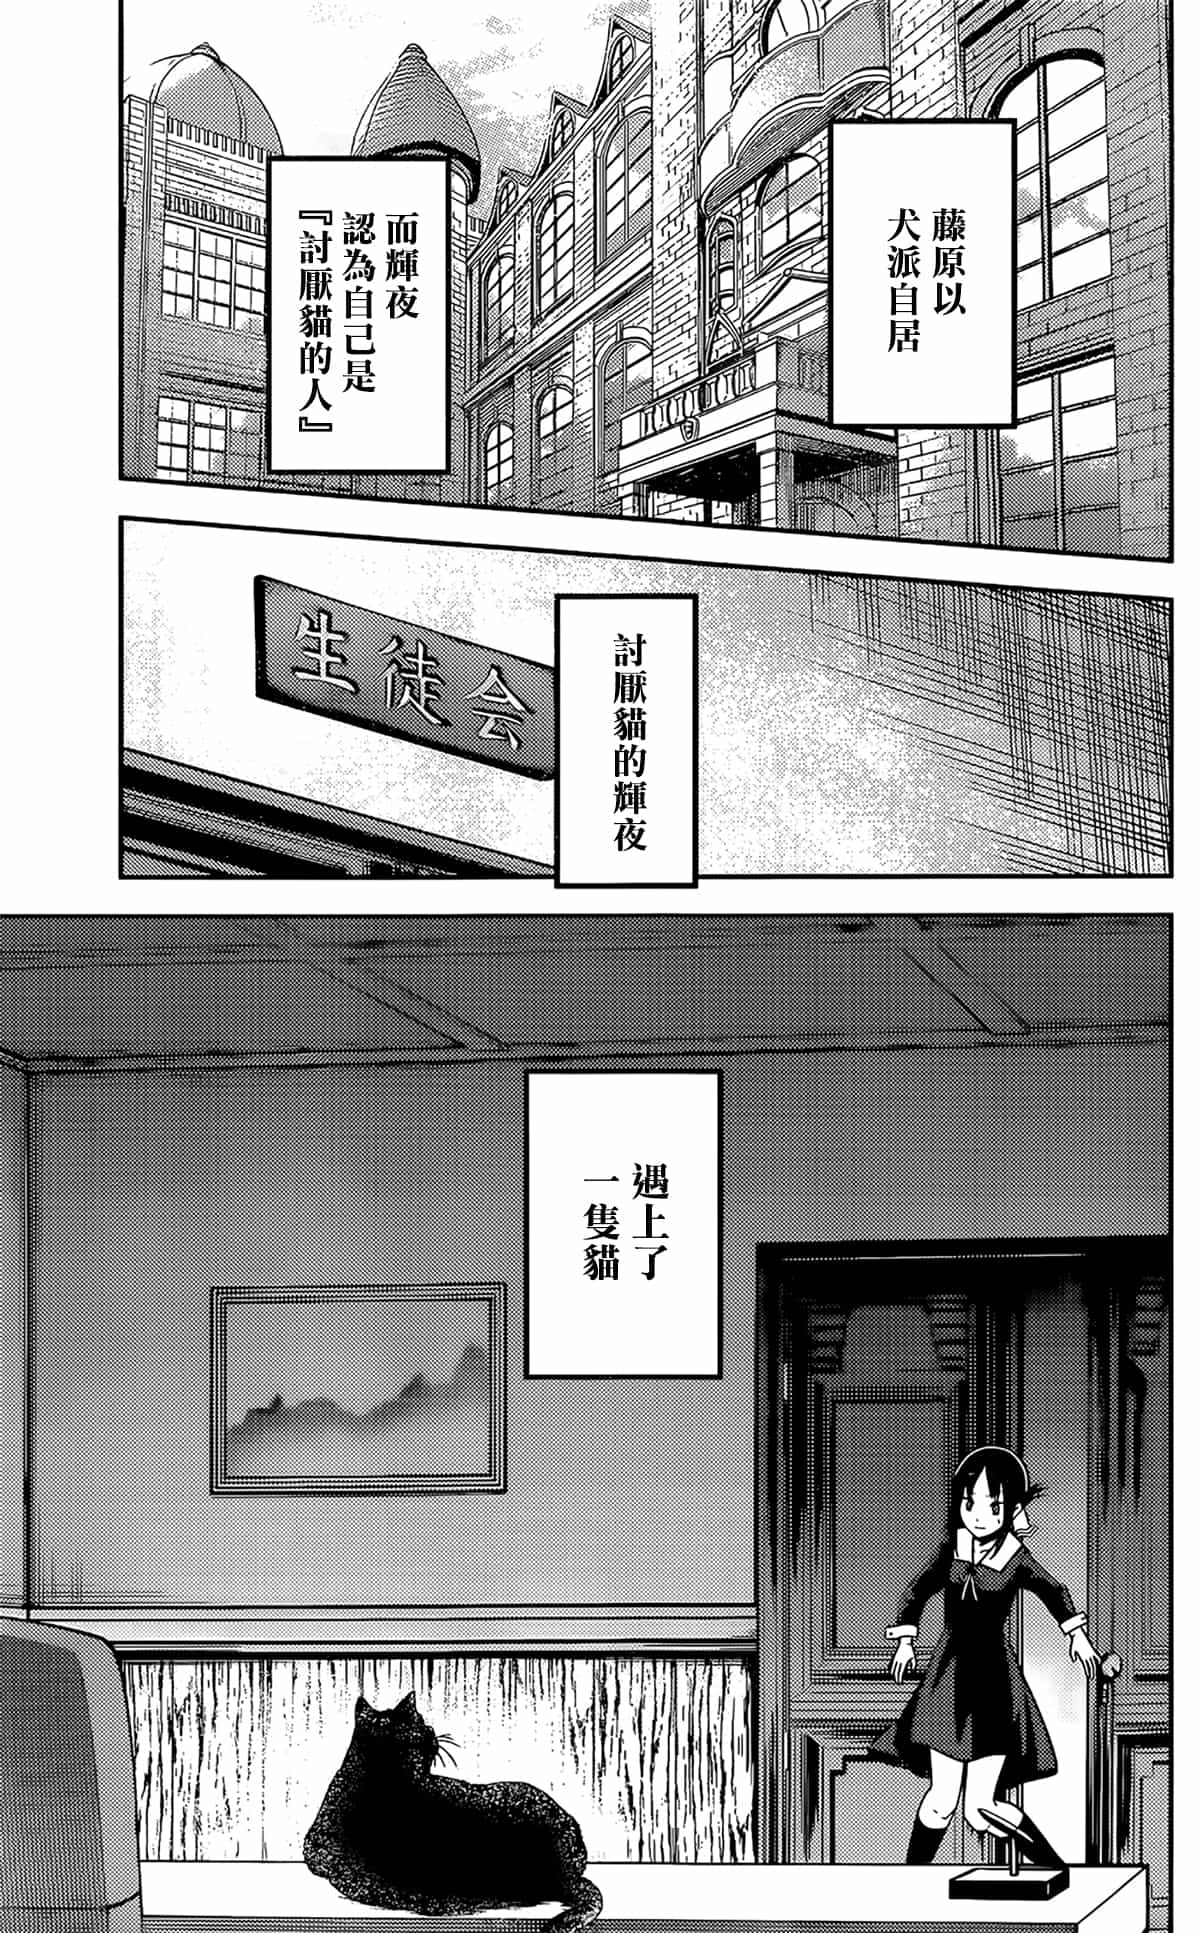 藤原以
犬派自居
而輝夜
認為自己是
『討厭貓的人』
生徒会
討厭貓的輝夜
遇上了
一隻貓